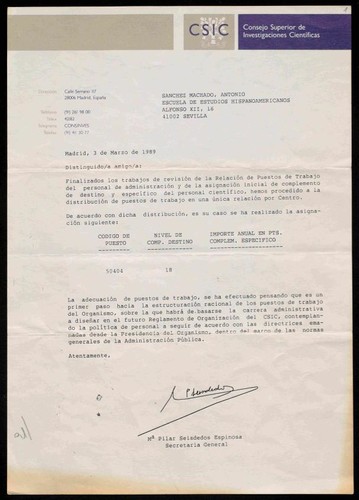 CSIC
Consejo Superior de
Investigaciones Científicas
Dirección: Calle Serrano 117
28006 Madrid, España
Teléfono:
Télex: 42182
Telegramas: CONSINVES
SANCHEZ MACHADO, ANTONIO
ESCUELA DE ESTUDIOS HISPANOAMERICANOS
ALFONSO XII, 16
41002 SEVILLA
Madrid, 3 de Marzo de 1989
Distinguido/a amigo/a:
Finalizados los trabajos de revisión de la Relación de Puestos de Trabajo
del personal de administración y de la asignación inicial de complemento
de destino y específico del personal científico, hemos procedido a la
distribución de puestos de trabajo en una única relación por Centro.
De acuerdo con dicha distribución, es su caso se ha realizado la asigna-
ción siguiente:
CODIGO DE NIVEL DE IMPORTE ANUAL EN PTS.
PUESTO COMP. DESTINO COMPLEM. ESPECIFICO
50404 18
La adecuación de puestos de trabajo, se ha efectuado pensando que es un
primer paso hacia la estructuración racional de los puestos de trabajo
del Organismo, sobre la que habrá de basarse la carrera administrativa
a diseñar en el futuro Reglamento de Organización del CSIC, contemplan-
do la política de personal a seguir de acuerdo con las directrices ema-
nadas desde la Presidencia del Organismo, dentro del marco de las normas
generales de la Administración Pública.
Atentamente,
Mª Pilar Beisdedos Espinosa
Secretaria General